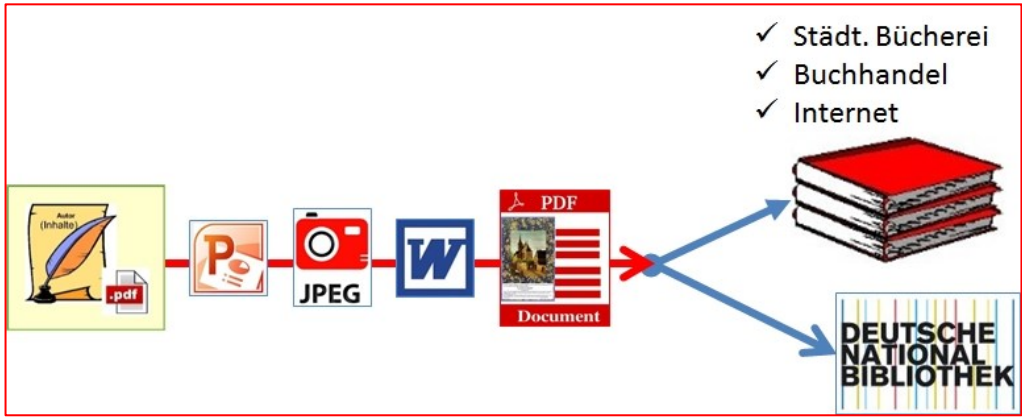 ✓ Städt. Bücherei
✓ Buchhandel
✓ Internet
Autor
(Inhalte)
.pdf
P
JPEG
W
PDF
Document
DEUTSCHE
NATIONAL
BIBLIOTHEK